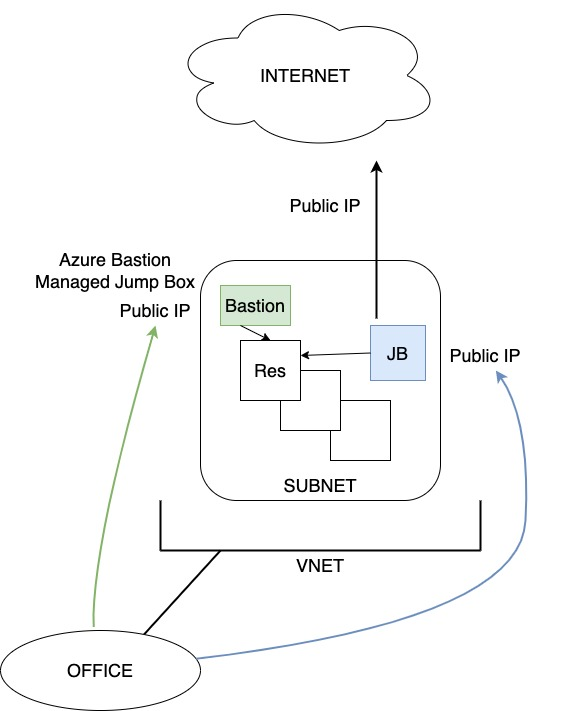 INTERNET
Public IP
Azure Bastion
Managed Jump Box
Public IP
Bastion
JB
Public IP
Res
SUBNET
VNET
OFFICE